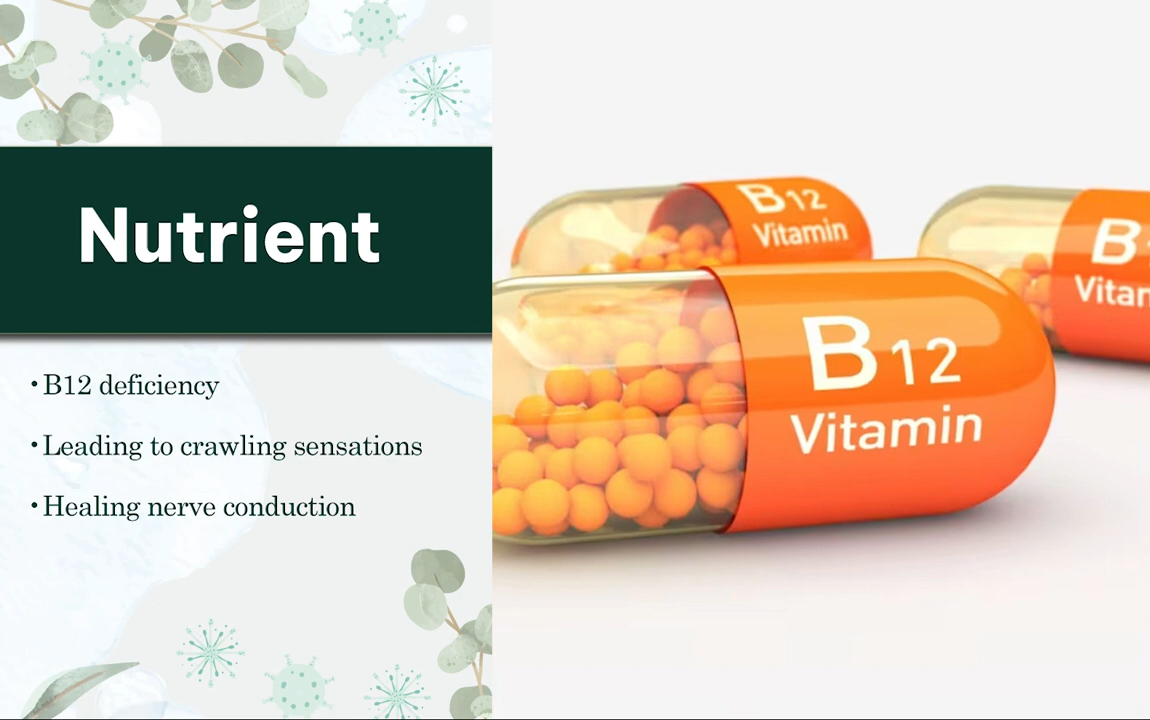 Nutrient
•B12 deficiency
•Leading to crawling sensations
•Healing nerve conduction
B12
Vitamin
B12
Vitamin
B